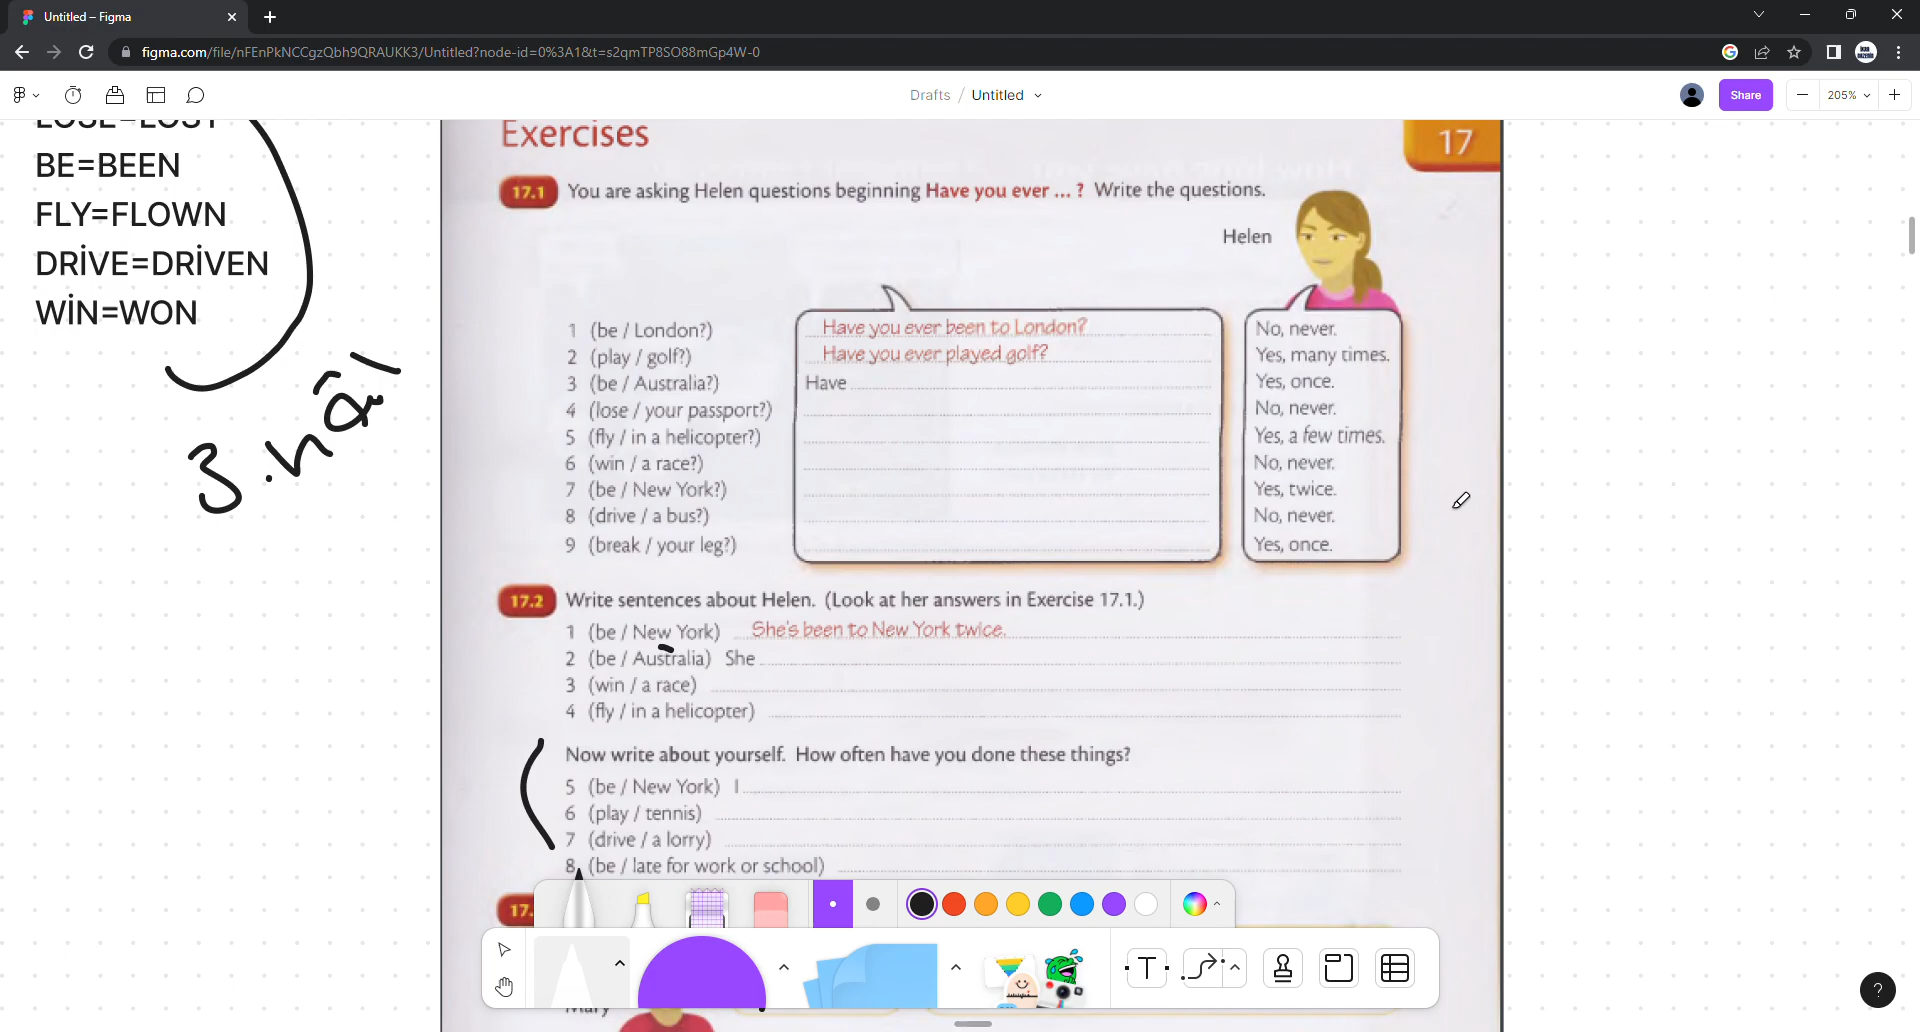 Untitled – Figma
figma.com/file/nFEnPkNCCgzQbh9QRAUKK3/Untitled?node-id=0%3A1&t=s2qmTP8SO88mGp4W-0
Drafts / Untitled
Share
205%
LOSE=LOST
BE=BEEN
FLY=FLOWN
DRİVE=DRİVEN
WİN=WON
3.hâl
Exercises
17
17.1 You are asking Helen questions beginning Have you ever ... ? Write the questions.
Helen
1 (be / London?) Have you ever been to London? No, never.
2 (play / golf?) Have you ever played golf? Yes, many times.
3 (be / Australia?) Have Yes, once.
4 (lose / your passport?) No, never.
5 (fly / in a helicopter?) Yes, a few times.
6 (win / a race?) No, never.
7 (be / New York?) Yes, twice.
8 (drive / a bus?) No, never.
9 (break / your leg?) Yes, once.
17.2 Write sentences about Helen. (Look at her answers in Exercise 17.1.)
1 (be / New York) She's been to New York twice.
2 (be / Australia) She
3 (win / a race)
4 (fly / in a helicopter)
Now write about yourself. How often have you done these things?
5 (be / New York) I
6 (play / tennis)
7 (drive / a lorry)
8 (be / late for work or school)
17.
T
?
Mary